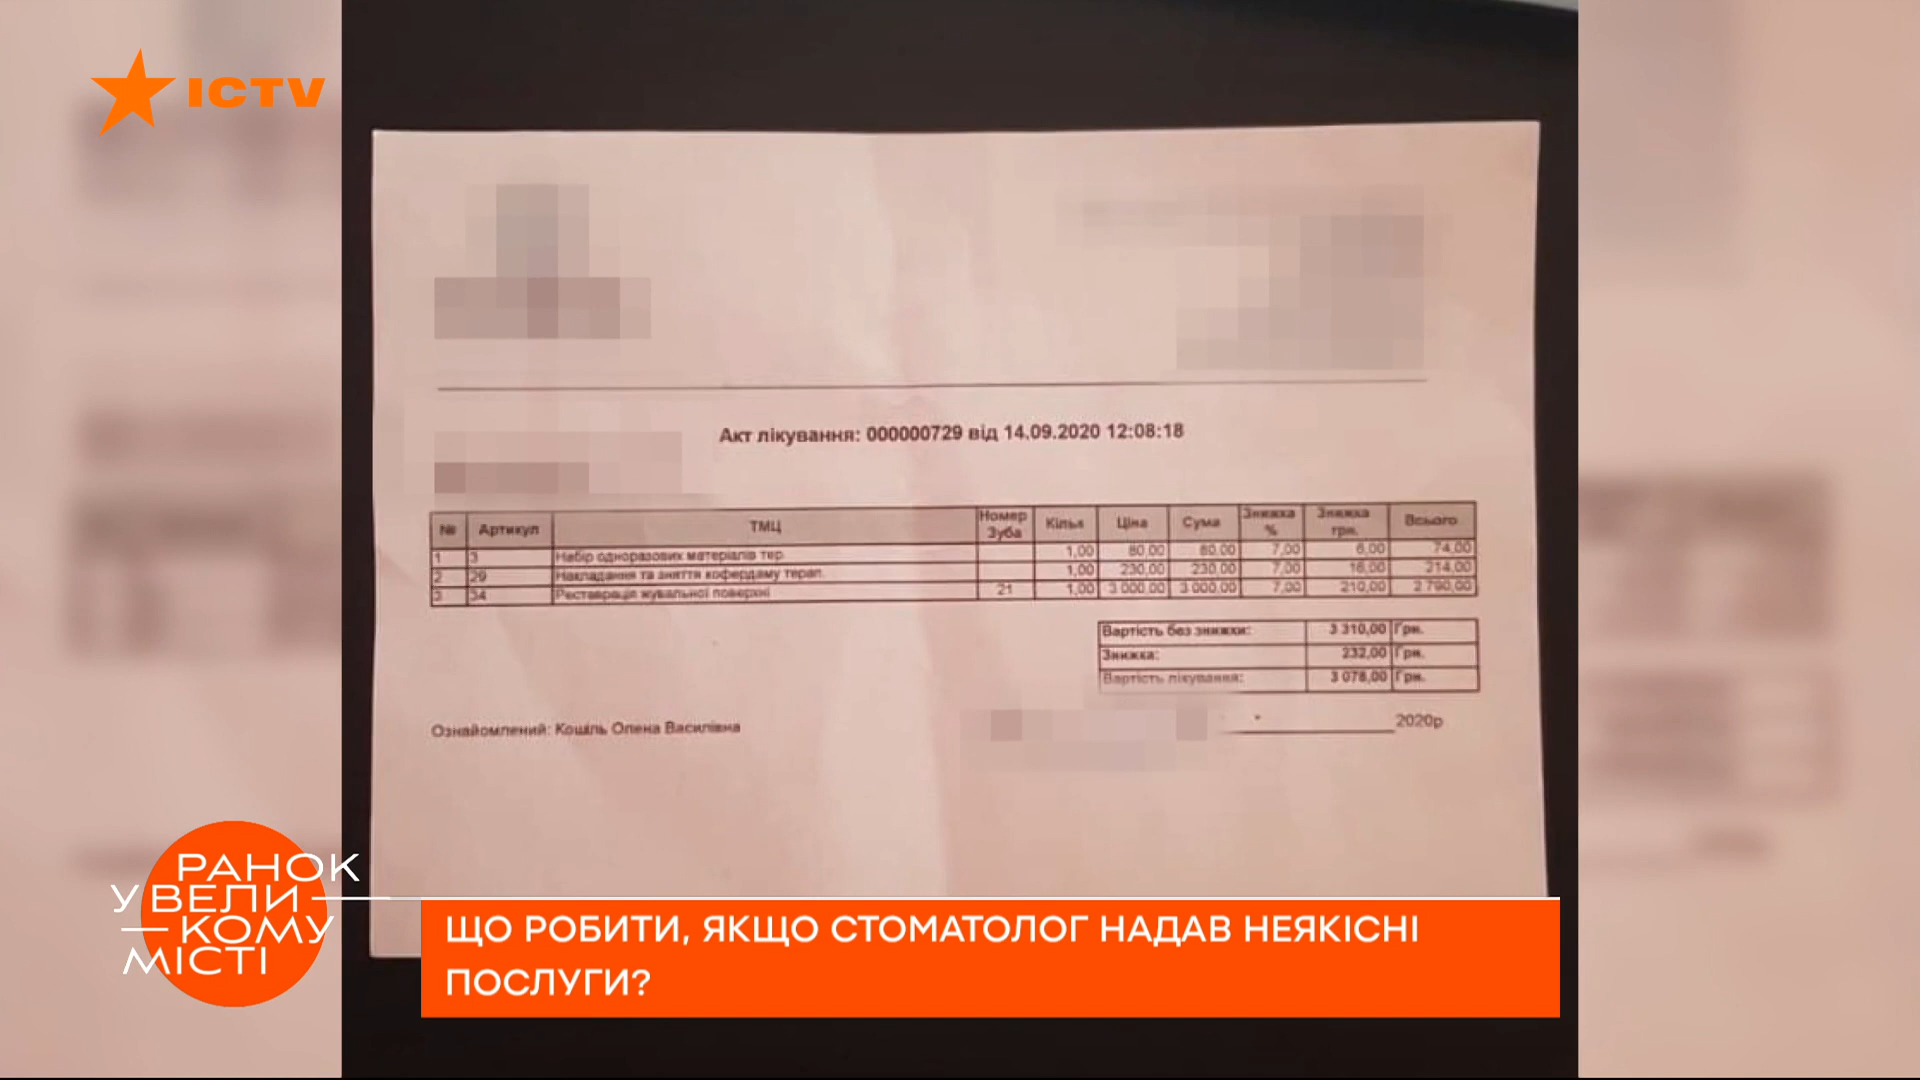 ICTV
Акт лікування: 000000729 від 14.09.2020 12:08:18
№ Артикул ТМЦ Номер Зуба Кільк Ціна Сума Знижка % Знижка грн. Всього
1 3 Набір одноразових матеріалів тер. 1,00 80,00 80,00 7,00 6,00 74,00
2 29 Накладання та зняття кофердаму терап. 1,00 230,00 230,00 7,00 16,00 214,00
3 34 Реставрація жувальної поверхні 21 1,00 3 000,00 3 000,00 7,00 210,00 2 790,00
Вартість без знижки: 3 310,00 Грн.
Знижка: 232,00 Грн.
Вартість лікування: 3 078,00 Грн.
Ознайомлений: Кошіль Олена Василівна
2020р
РАНОК
У ВЕЛИ
КОМУ
МІСТІ
ЩО РОБИТИ, ЯКЩО СТОМАТОЛОГ НАДАВ НЕЯКІСНІ
ПОСЛУГИ?